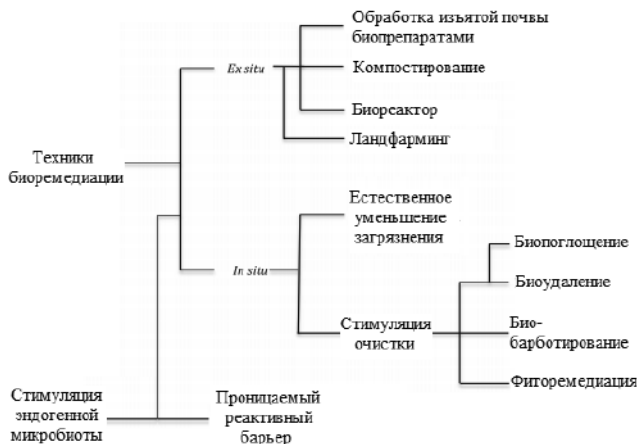 Обработка изъятой почвы
биопрепаратами
Ex situ
Компостирование
Биореактор
Ландфарминг
Техники
биоремедиации
Естественное
уменьшение
загрязнения
Биопоглощение
In situ
Биоудаление
Стимуляция
очистки
Био-
барботирование
Фиторемедиация
Стимуляция
эндогенной
микробиоты
Проницаемый
реактивный
барьер